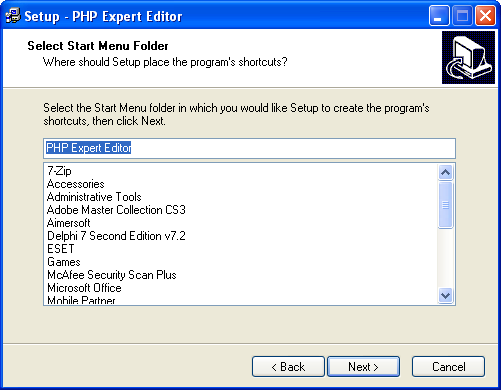 Setup - PHP Expert Editor
Select Start Menu Folder
Where should Setup place the program's shortcuts?
Select the Start Menu folder in which you would like Setup to create the program's
shortcuts, then click Next.
PHP Expert Editor
7-Zip
Accessories
Administrative Tools
Adobe Master Collection CS3
Aimersoft
Delphi 7 Second Edition v7.2
ESET
Games
McAfee Security Scan Plus
Microsoft Office
Mobile Partner
< Back
Next >
Cancel